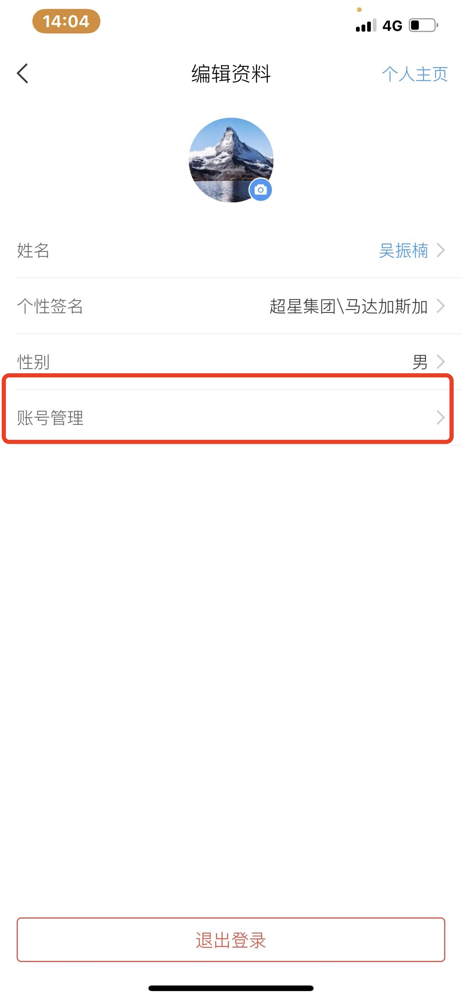 14:04
4G
编辑资料
个人主页
姓名
吴振楠
个性签名
超星集团\马达加斯加
性别
男
账号管理
退出登录